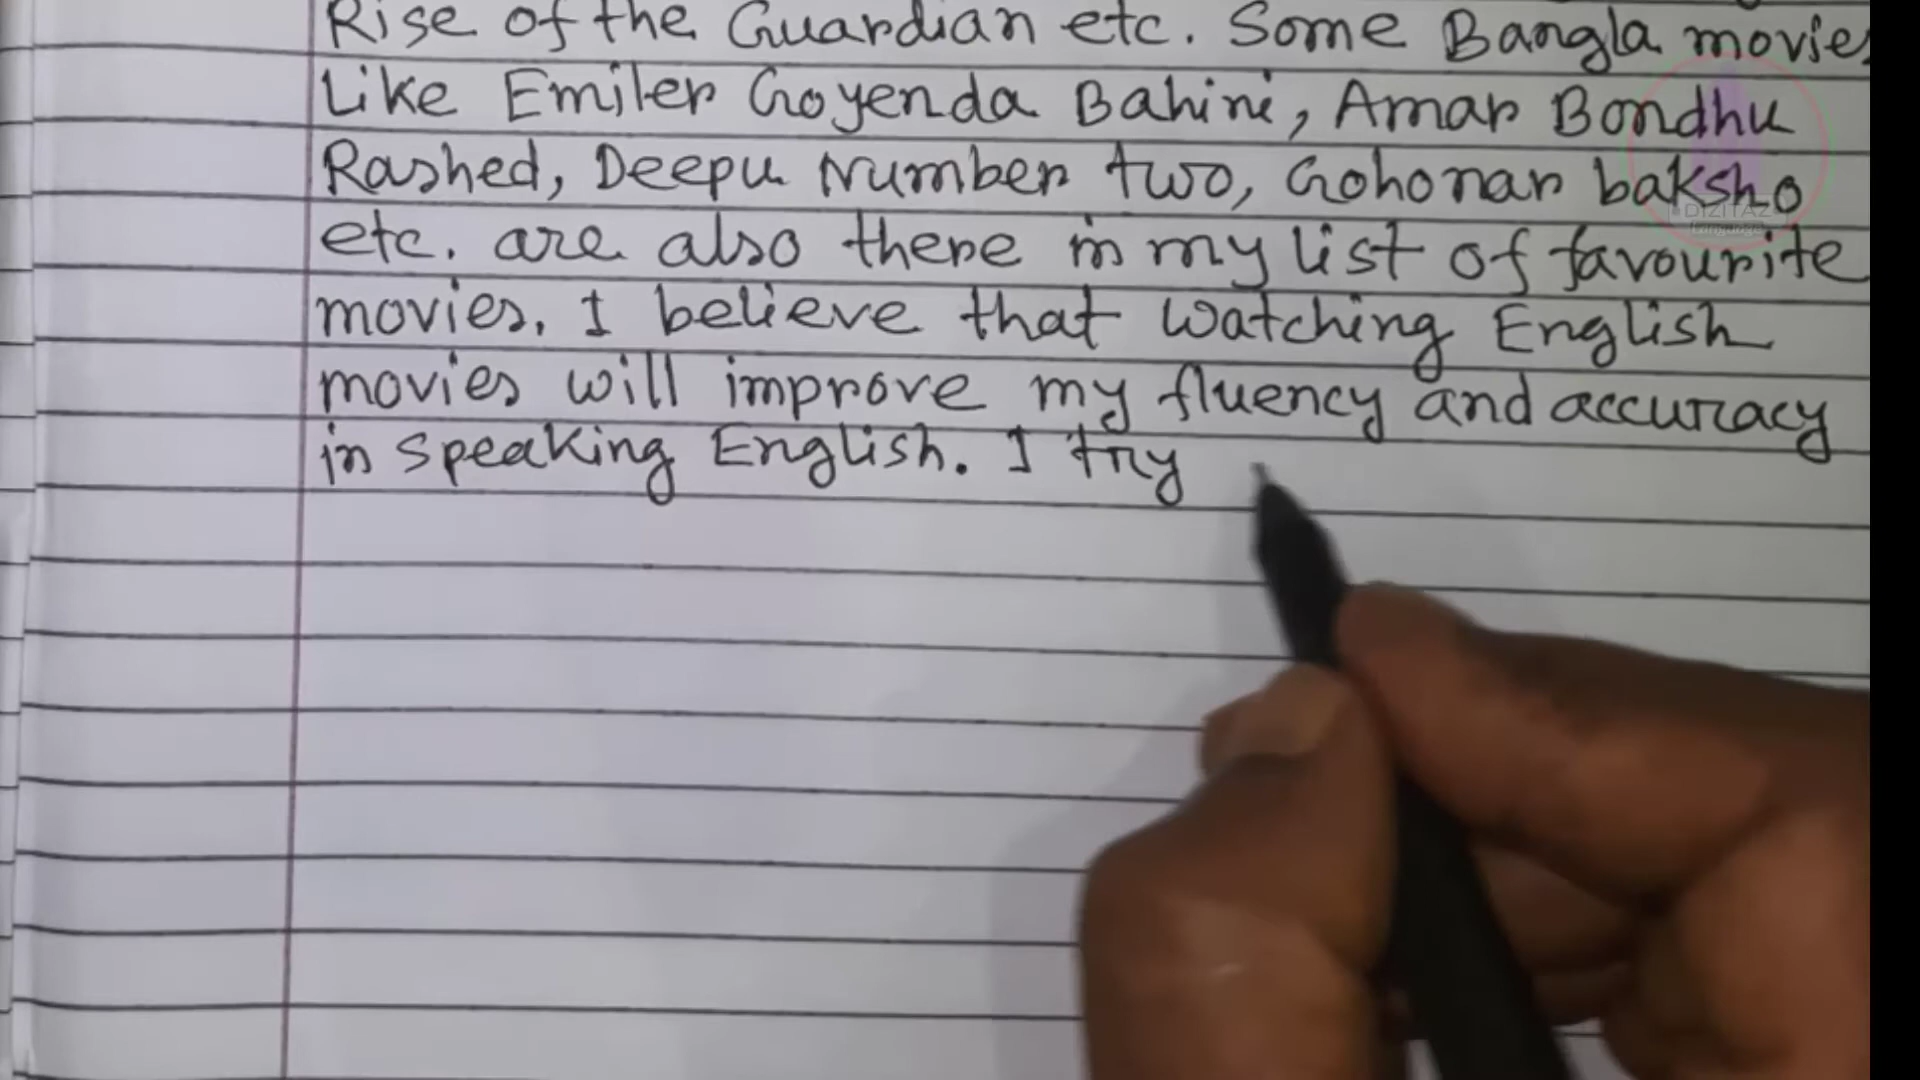 Rise of the Guardian etc. Some Bangla movies
Like Emiler Goyenda Bahini, Amar Bondhu
Rashed, Deepu Number two, Gohonar baksho
etc. are also there in my list of favourite
movies. I believe that watching English
movies will improve my fluency and accuracy
in speaking English. I try
DIZITAZ
Language